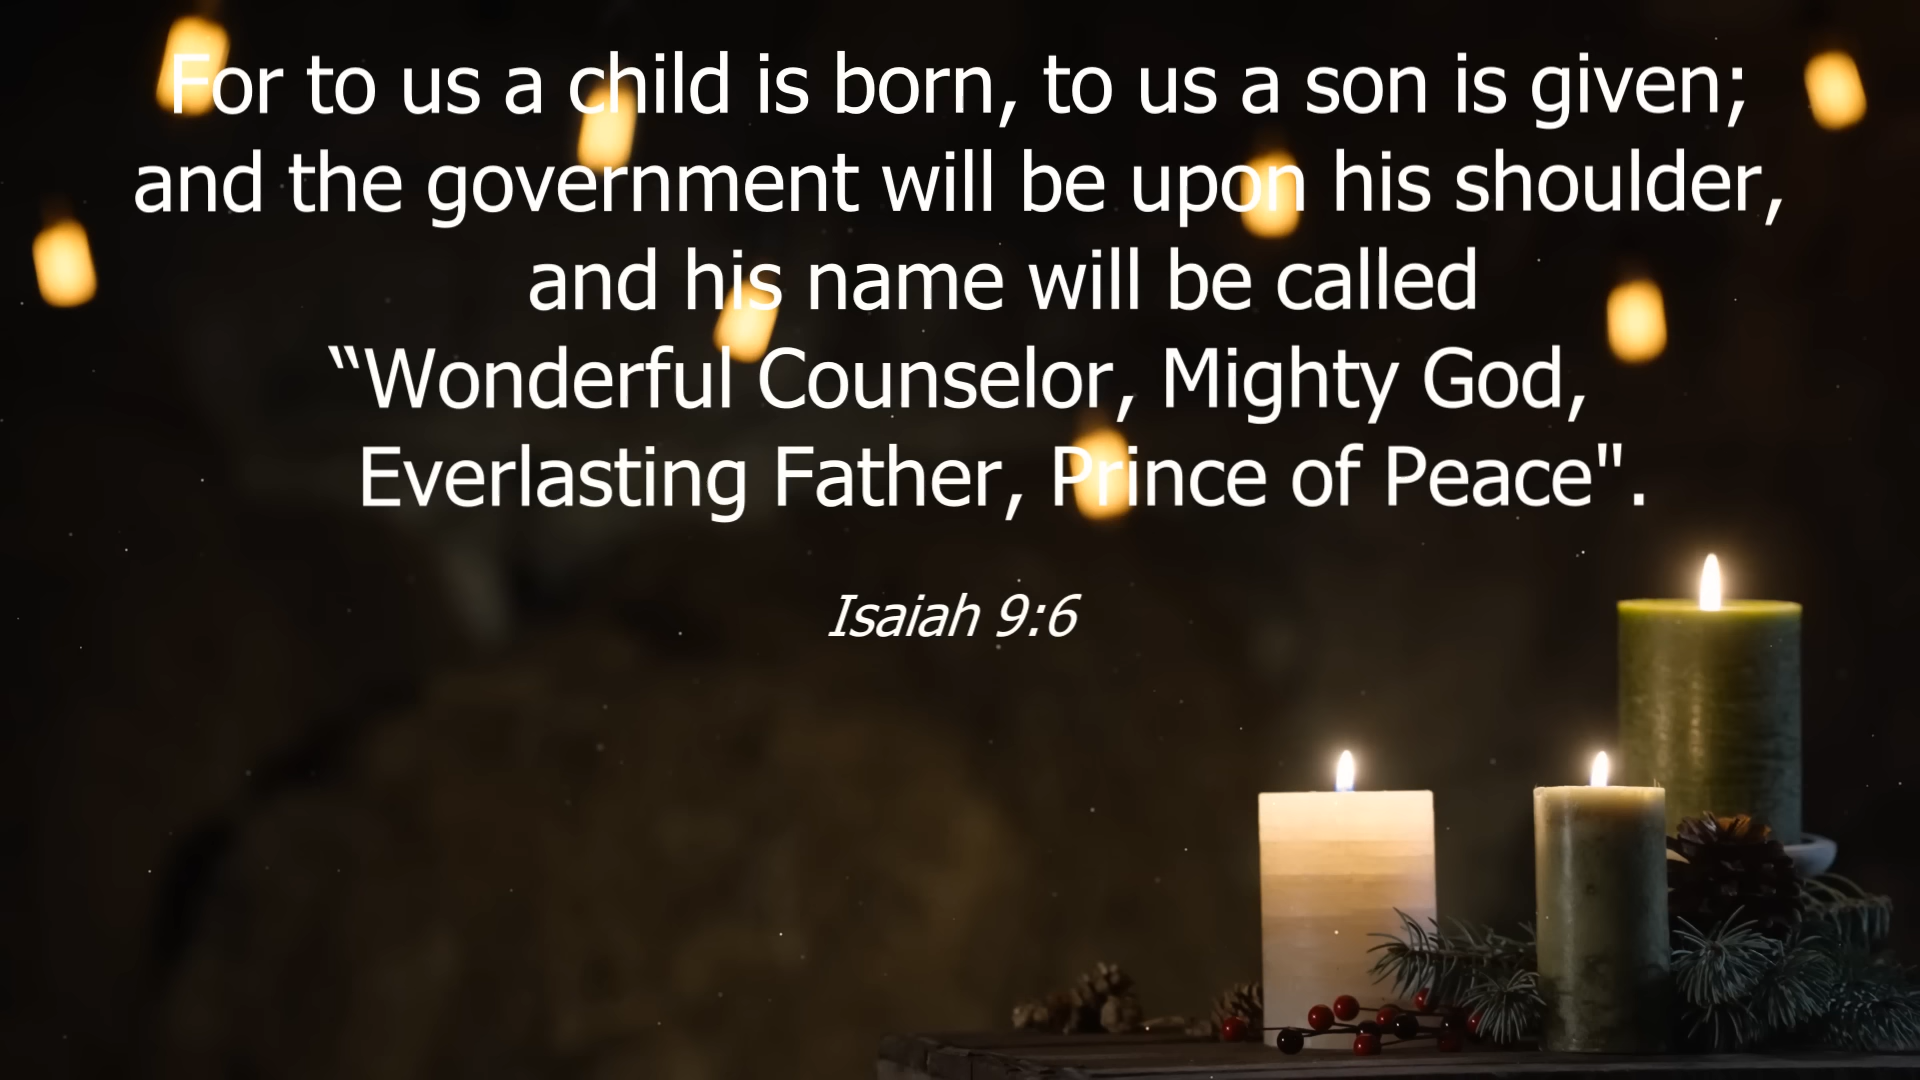 For to us a child is born, to us a son is given;
and the government will be upon his shoulder,
and his name will be called
“Wonderful Counselor, Mighty God,
Everlasting Father, Prince of Peace".
Isaiah 9:6